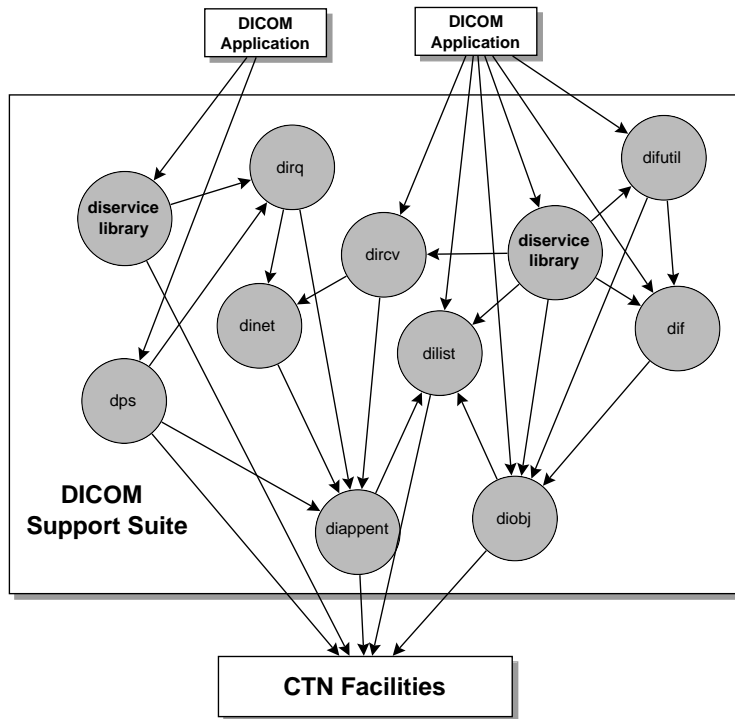 DICOM
Application
DICOM
Application
difutil
dirq
diservice
library
diservice
library
dircv
dinet
dif
dilist
dps
DICOM
Support Suite
diobj
diappent
CTN Facilities